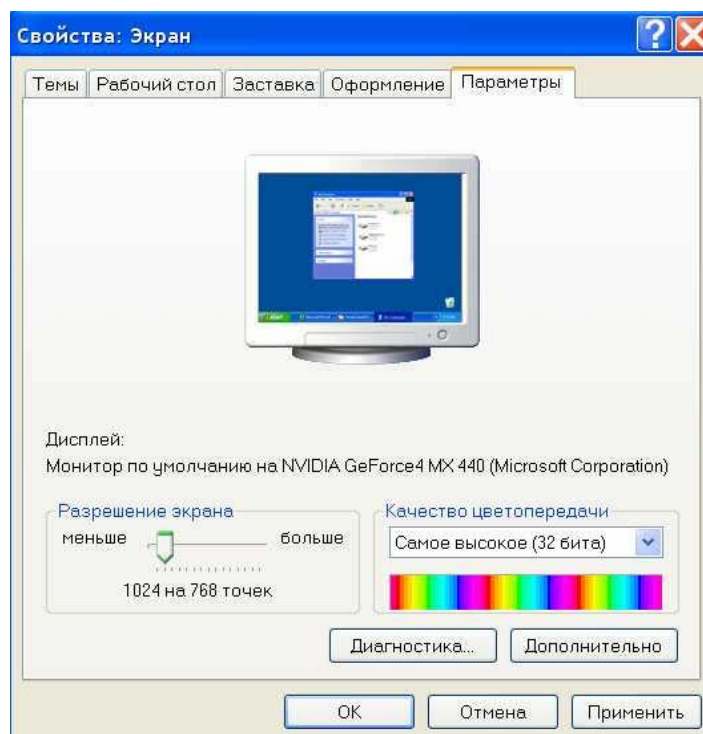 Свойства: Экран
Темы Рабочий стол Заставка Оформление Параметры
Дисплей:
Монитор по умолчанию на NVIDIA GeForce4 MX 440 (Microsoft Corporation)
Разрешение экрана
меньше больше
1024 на 768 точек
Качество цветопередачи
Самое высокое (32 бита)
Диагностика... Дополнительно
ОК Отмена Применить